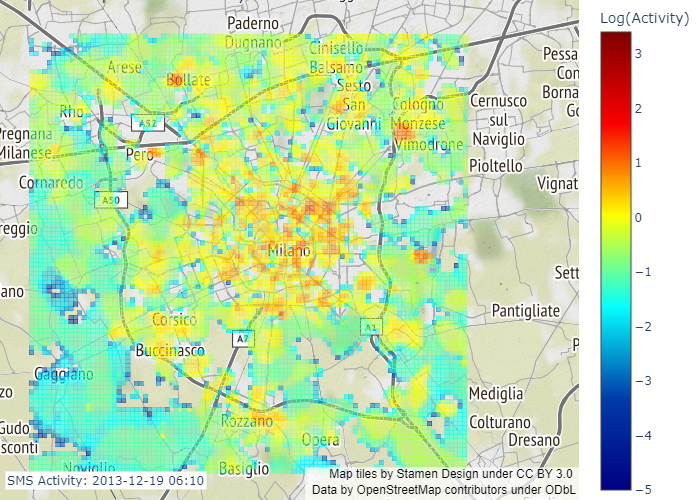 Log(Activity)
Paderno
Dugnano
Cinisello
Balsamo
Arese
Bollate
Sesto
San
Giovanni
Pessa
Con
Borna
Go
Rho
A52
Cologno
Monzese
Vimodrone
Cernusco
sul
Naviglio
Pregnana
Milanese
Pero
Pioltello
Cornaredo
A50
Vignat
reggio
Milano
Sett
ano
Corsico
A7
A1
Pantigliate
Buccinasco
P
Gaggiano
zo
Mediglia
Rozzano
Colturano
Gudo
sconti
Opera
Dresano
Noviglio
Basiglio
3
2
1
0
−1
−2
−3
−4
−5
SMS Activity: 2013-12-19 06:10
Map tiles by Stamen Design under CC BY 3.0
Data by OpenStreetMap contributors under ODbL